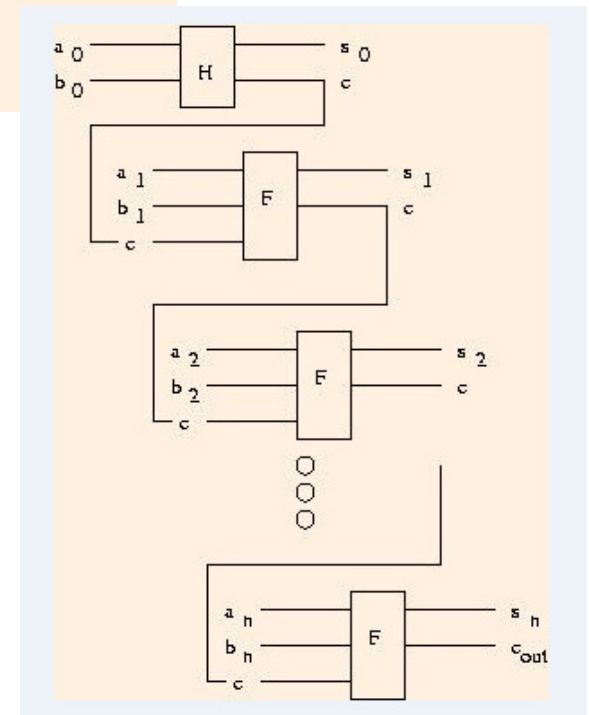 a 0 s 0
H
b 0 c
a 1 s 1
F
b 1 c
c
a 2 s 2
F
b 2 c
c
a n s n
F
b n c out
c